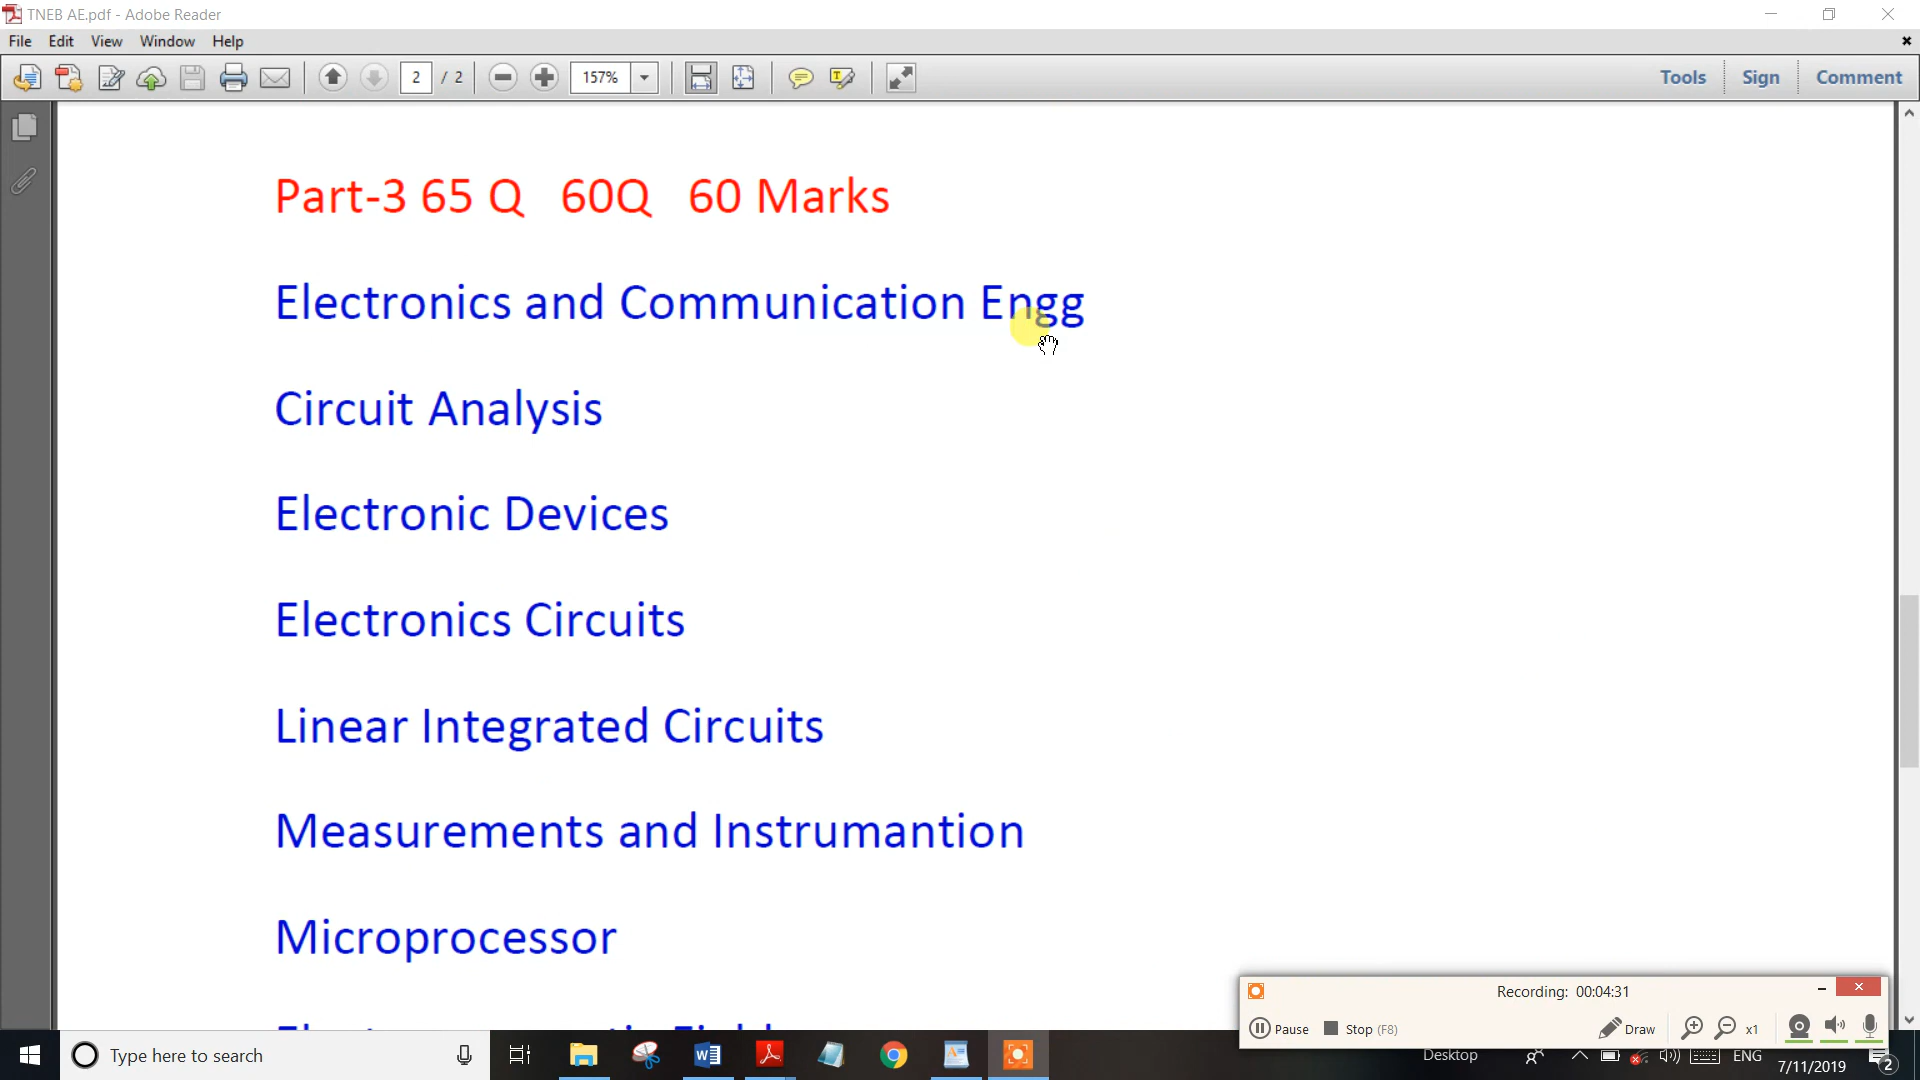 TNEB AE.pdf - Adobe Reader
File Edit View Window Help
2 / 2 157% Tools Sign Comment
Part-3 65 Q 60Q 60 Marks
Electronics and Communication Engg
Circuit Analysis
Electronic Devices
Electronics Circuits
Linear Integrated Circuits
Measurements and Instrumantion
Microprocessor
Recording: 00:04:31
Pause Stop (F8) Draw x1
Type here to search
Desktop ENG
7/11/2019 2